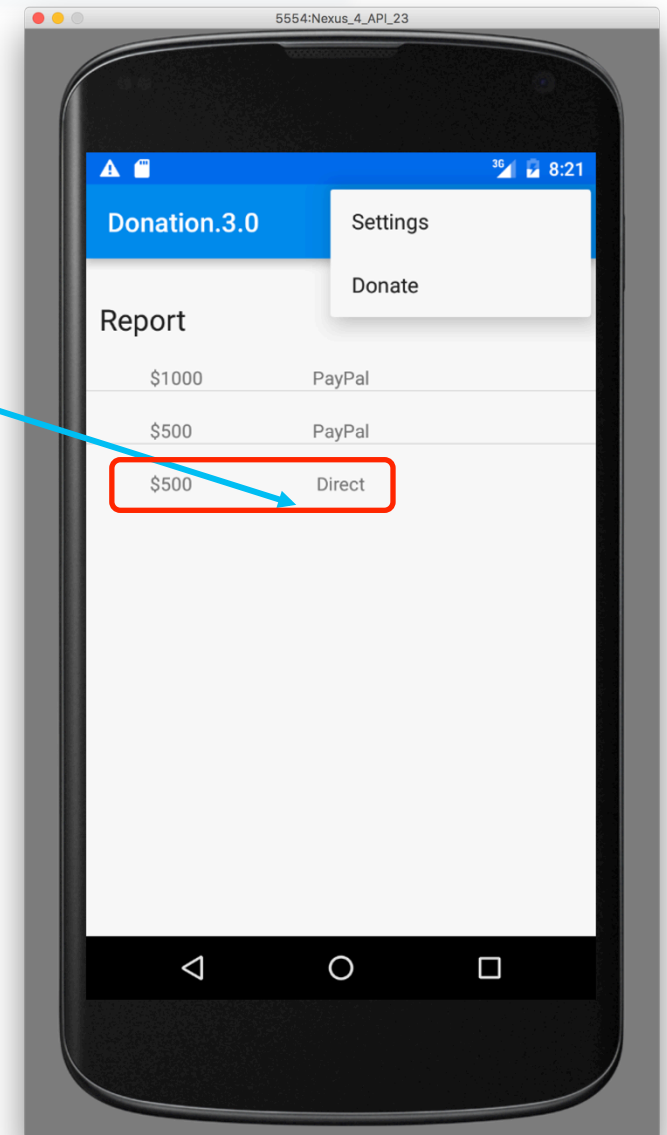 5554:Nexus_4_API_23
3G 8:21
Donation.3.0
Settings
Donate
Report
$1000 PayPal
$500 PayPal
$500 Direct